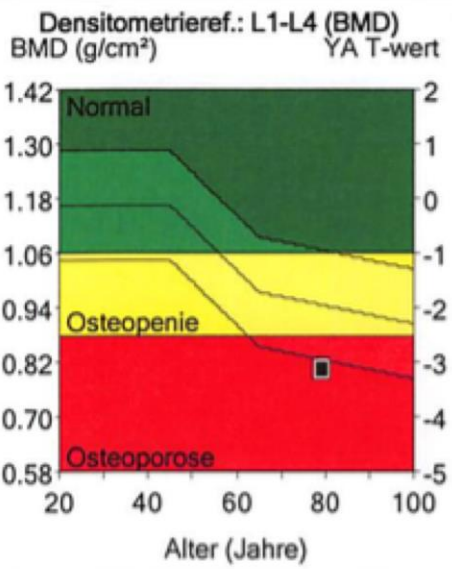 Densitometrieref.: L1-L4 (BMD)
BMD (g/cm²) YA T-wert
1.42 2
Normal
1.30 1
1.18 0
1.06 -1
0.94 -2
Osteopenie
0.82 -3
0.70 -4
Osteoporose
0.58 -5
20 40 60 80 100
Alter (Jahre)